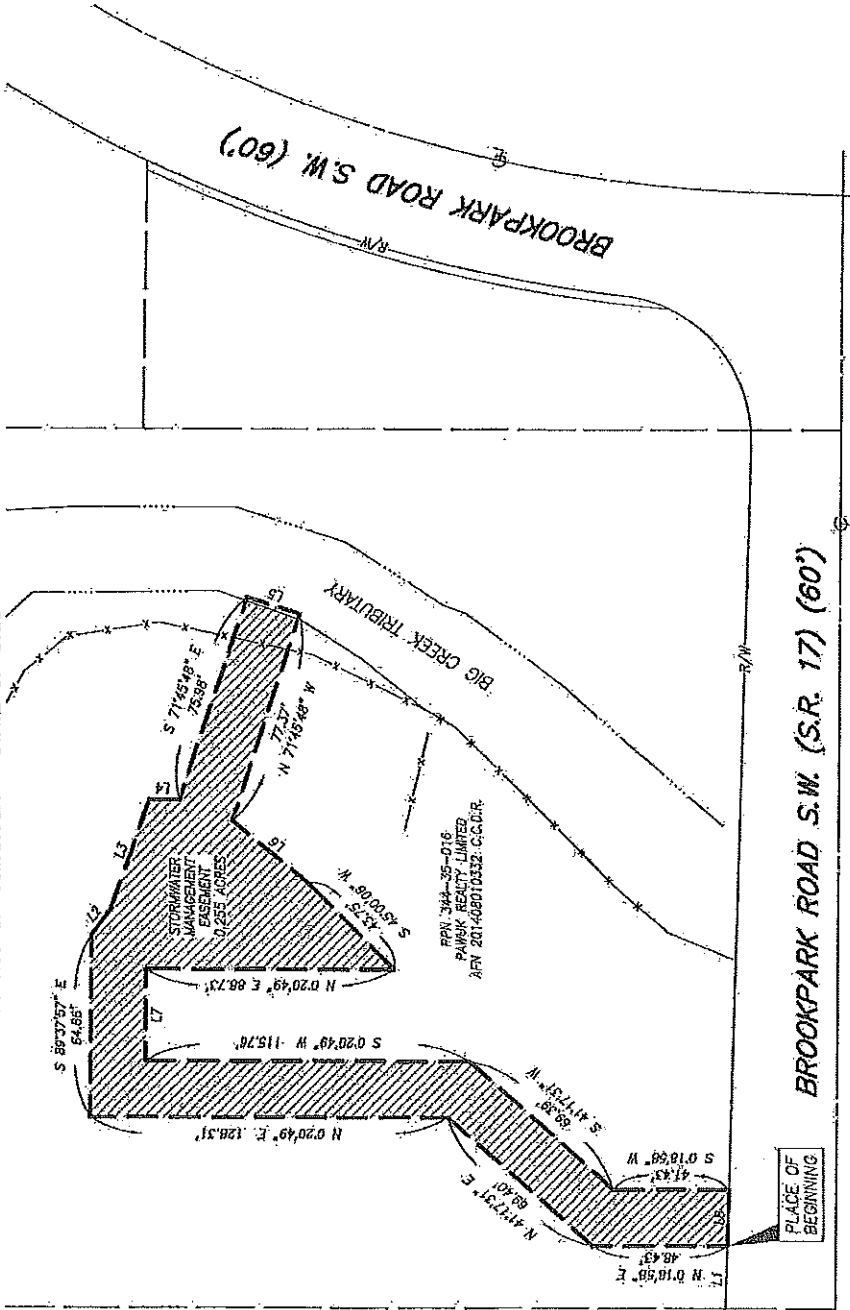 BROOKPARK ROAD S.W. (60')
R/W
BIG CREEK TRIBUTARY
L5
S 71°45'48" E
75.98'
77.37'
N 71°45'48" W
L4
L3
L2
L6
STORMWATER
MANAGEMENT
EASEMENT
0.255 ACRES
S 45°00'06" W
43.75'
S 89°37'57" E
64.86'
L7
N 0°20'49" E 88.73'
S 0°20'49" W 115.76'
N 0°20'49" E 128.31'
PPN 344-35-016
PAWUK REALTY LIMITED
AFN 201408010332 C.C.D.R.
S 41°17'31" W
69.39'
N 41°17'31" E
69.40'
S 0°18'58" W
41.43'
N 0°18'58" E
48.43'
L1
L8
R/W
PLACE OF
BEGINNING
BROOKPARK ROAD S.W. (S.R. 17) (60')